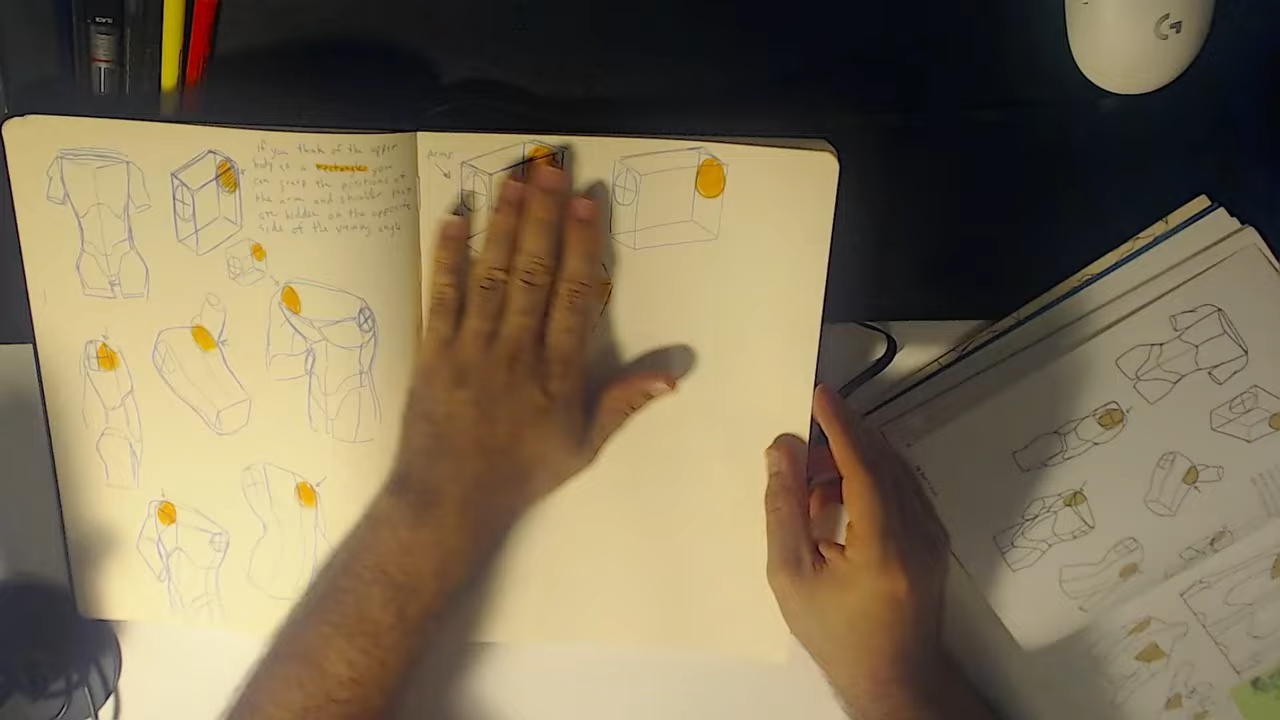 If you think of the upper
body as a rectangle you
can grasp the positions of
the arm and shoulder that
are hidden on the opposite
side of the viewing angle
Arms
G